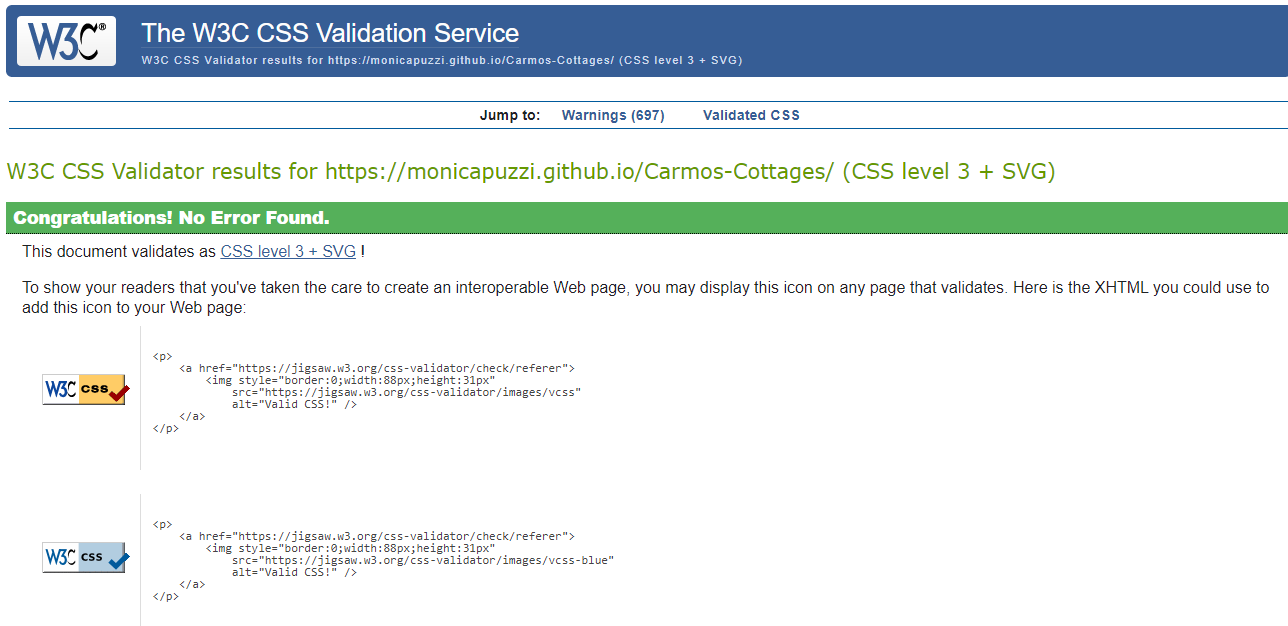 W3C®
The W3C CSS Validation Service
W3C CSS Validator results for https://monicapuzzi.github.io/Carmos-Cottages/ (CSS level 3 + SVG)
Jump to: Warnings (697) Validated CSS
W3C CSS Validator results for https://monicapuzzi.github.io/Carmos-Cottages/ (CSS level 3 + SVG)
Congratulations! No Error Found.
This document validates as CSS level 3 + SVG !
To show your readers that you've taken the care to create an interoperable Web page, you may display this icon on any page that validates. Here is the XHTML you could use to
add this icon to your Web page:
W3C CSS
<p>
<a href="https://jigsaw.w3.org/css-validator/check/referer">
<img style="border:0;width:88px;height:31px"
src="https://jigsaw.w3.org/css-validator/images/vcss"
alt="Valid CSS!" />
</a>
</p>
W3C CSS
<p>
<a href="https://jigsaw.w3.org/css-validator/check/referer">
<img style="border:0;width:88px;height:31px"
src="https://jigsaw.w3.org/css-validator/images/vcss-blue"
alt="Valid CSS!" />
</a>
</p>